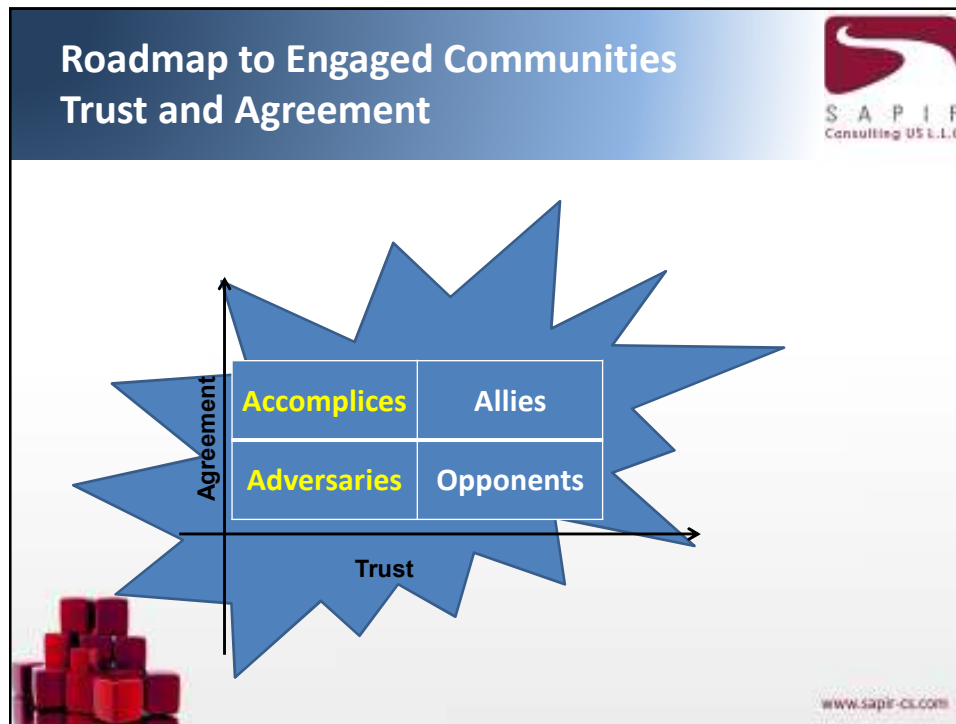 Roadmap to Engaged Communities
Trust and Agreement
S A P I R
Consulting US L.L.C
Agreement
Accomplices Allies
Adversaries Opponents
Trust
www.sapir-cs.com